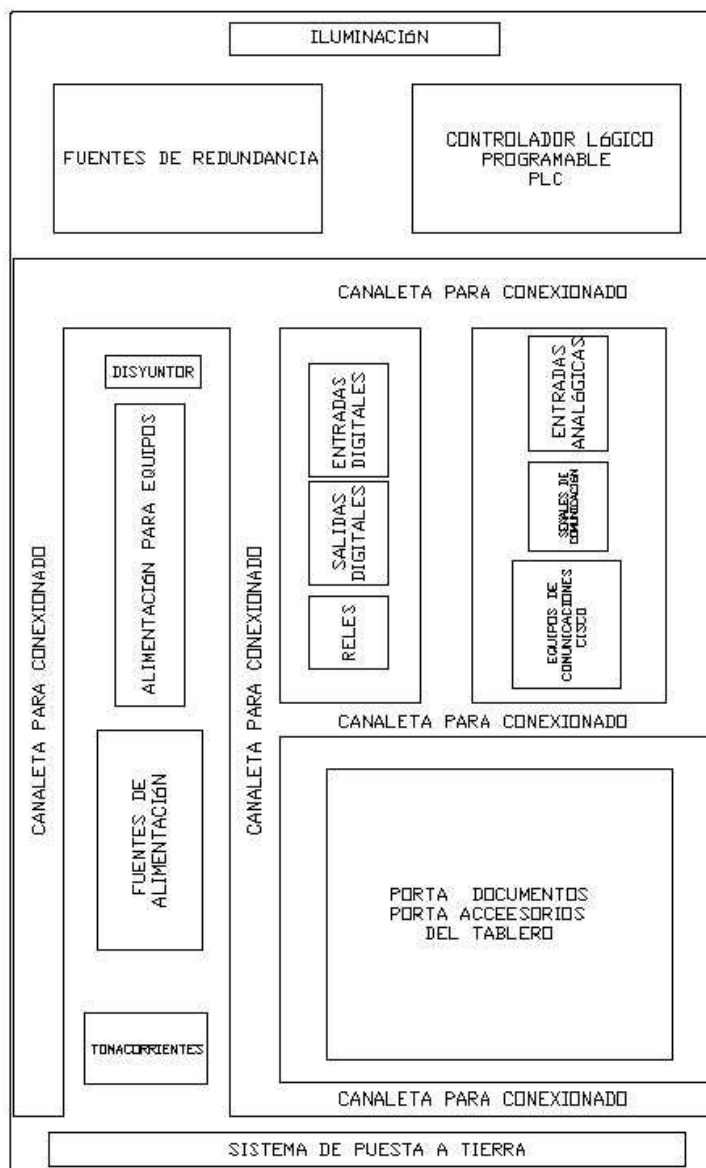 ILUMINACIÓN
FUENTES DE REDUNDANCIA
CONTROLADOR LÓGICO
PROGRAMABLE
PLC
CANALETA PARA CONEXIONADO
CANALETA PARA CONEXIONADO
DISYUNTOR
ALIMENTACIÓN PARA EQUIPOS
FUENTES DE
ALIMENTACIÓN
TOMACORRIENTES
CANALETA PARA CONEXIONADO
ENTRADAS
DIGITALES
SALIDAS
DIGITALES
RELES
ENTRADAS
ANALÓGICAS
SEÑALES DE
COMUNICACIÓN
EQUIPOS DE
COMUNICACIONES
CISCO
CANALETA PARA CONEXIONADO
PORTA DOCUMENTOS
PORTA ACCEESORIOS
DEL TABLERO
CANALETA PARA CONEXIONADO
SISTEMA DE PUESTA A TIERRA